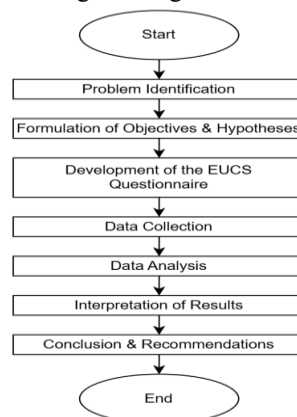 Start
Problem Identification
Formulation of Objectives & Hypotheses
Development of the EUCS
Questionnaire
Data Collection
Data Analysis
Interpretation of Results
Conclusion & Recommendations
End